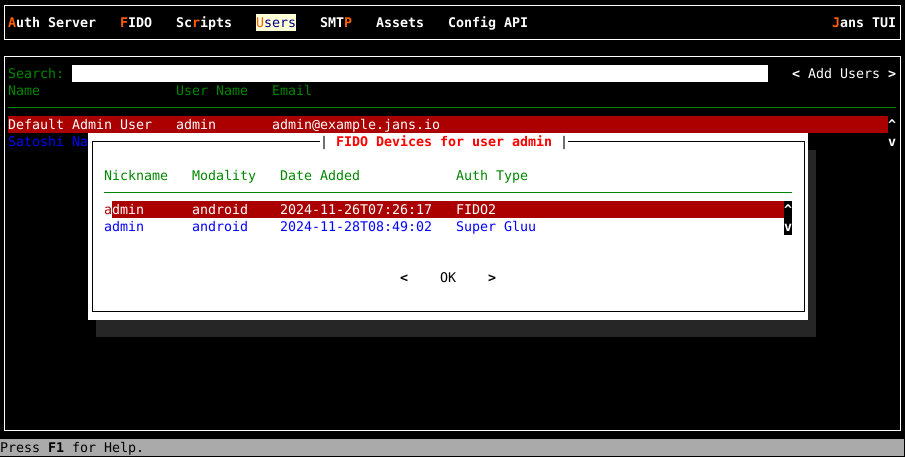 Auth Server FIDO Scripts Users SMTP Assets Config API Jans TUI
Search: < Add Users >
Name User Name Email
Default Admin User admin admin@example.jans.io ^
Satoshi Na v
| FIDO Devices for user admin |
Nickname Modality Date Added Auth Type
admin android 2024-11-26T07:26:17 FIDO2 ^
admin android 2024-11-28T08:49:02 Super Gluu v
< OK >
Press F1 for Help.